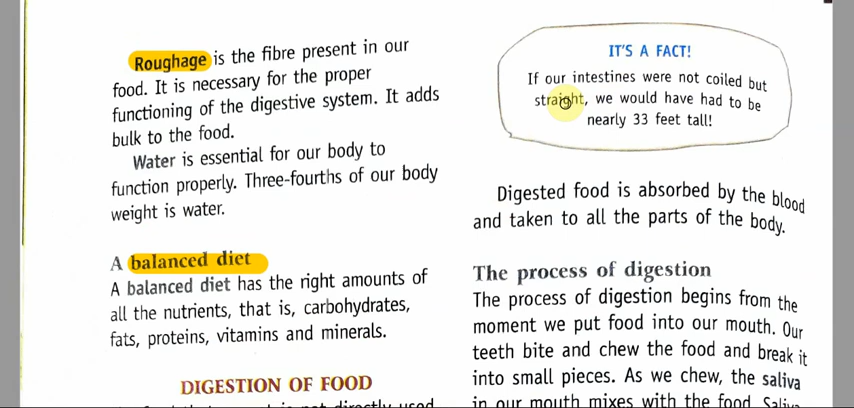 Roughage is the fibre present in our
food. It is necessary for the proper
functioning of the digestive system. It adds
bulk to the food.
Water is essential for our body to
function properly. Three-fourths of our body
weight is water.
A balanced diet
A balanced diet has the right amounts of
all the nutrients, that is, carbohydrates,
fats, proteins, vitamins and minerals.
DIGESTION OF FOOD
directly used
IT'S A FACT!
If our intestines were not coiled but
straight, we would have had to be
nearly 33 feet tall!
Digested food is absorbed by the blood
and taken to all the parts of the body.
The process of digestion
The process of digestion begins from the
moment we put food into our mouth. Our
teeth bite and chew the food and break it
into small pieces. As we chew, the saliva
in our mouth mixes with the food. Saliva